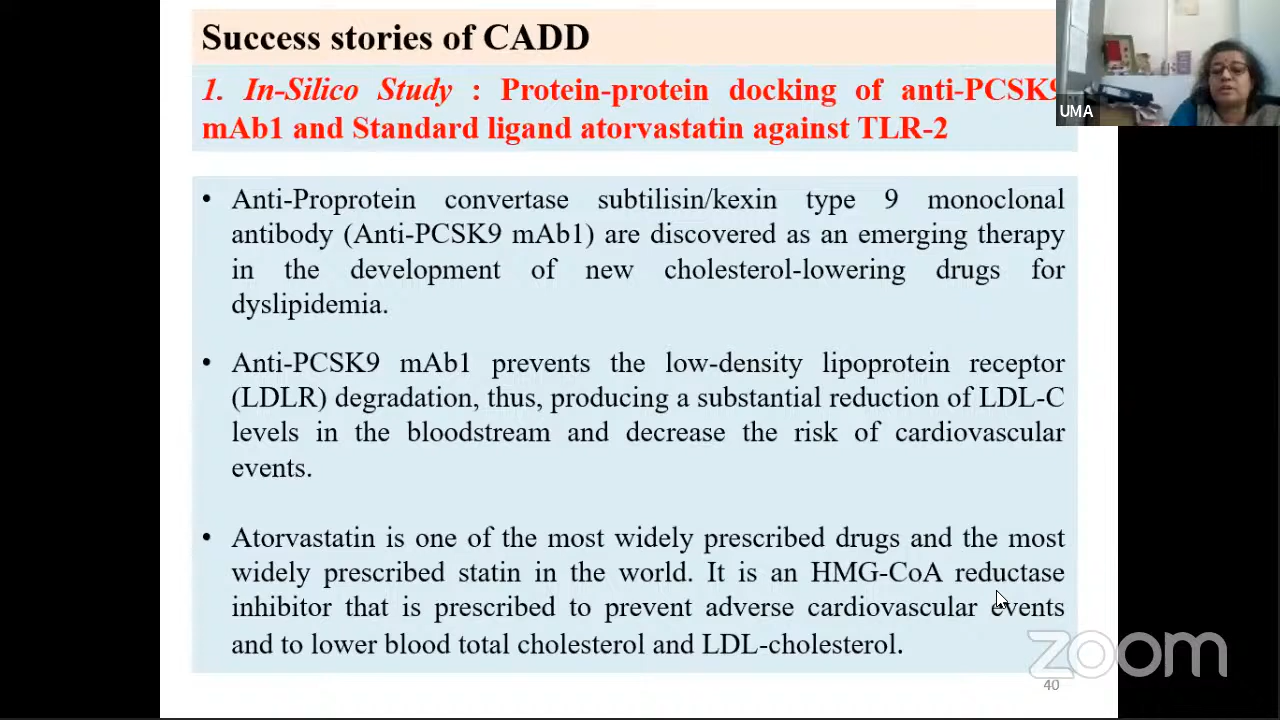 Success stories of CADD
1. In-Silico Study : Protein-protein docking of anti-PCSK9
mAb1 and Standard ligand atorvastatin against TLR-2
UMA
• Anti-Proprotein convertase subtilisin/kexin type 9 monoclonal
antibody (Anti-PCSK9 mAb1) are discovered as an emerging therapy
in the development of new cholesterol-lowering drugs for
dyslipidemia.
• Anti-PCSK9 mAb1 prevents the low-density lipoprotein receptor
(LDLR) degradation, thus, producing a substantial reduction of LDL-C
levels in the bloodstream and decrease the risk of cardiovascular
events.
• Atorvastatin is one of the most widely prescribed drugs and the most
widely prescribed statin in the world. It is an HMG-CoA reductase
inhibitor that is prescribed to prevent adverse cardiovascular events
and to lower blood total cholesterol and LDL-cholesterol.
zoom
40